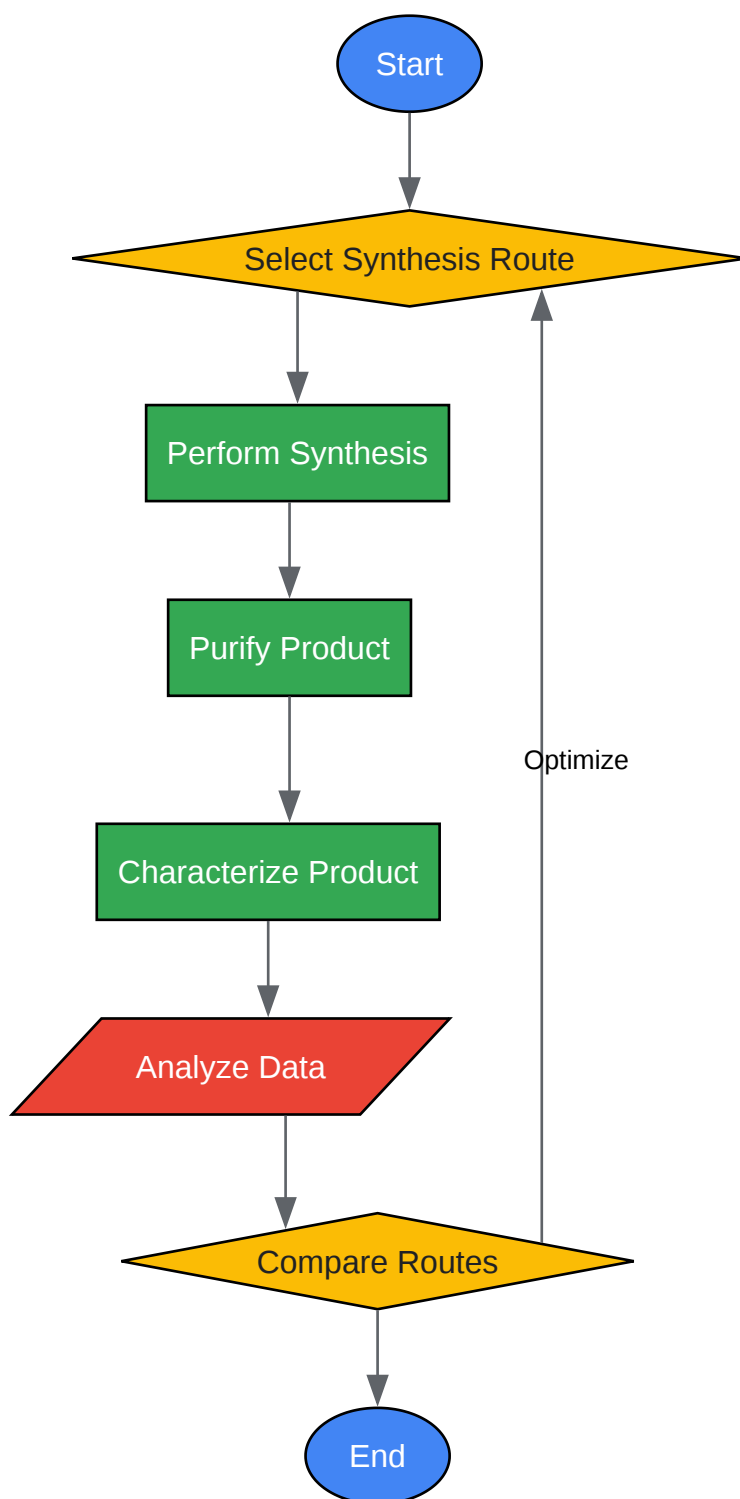 Start
Select Synthesis Route
Perform Synthesis
Purify Product
Optimize
Characterize Product
Analyze Data
Compare Routes
End